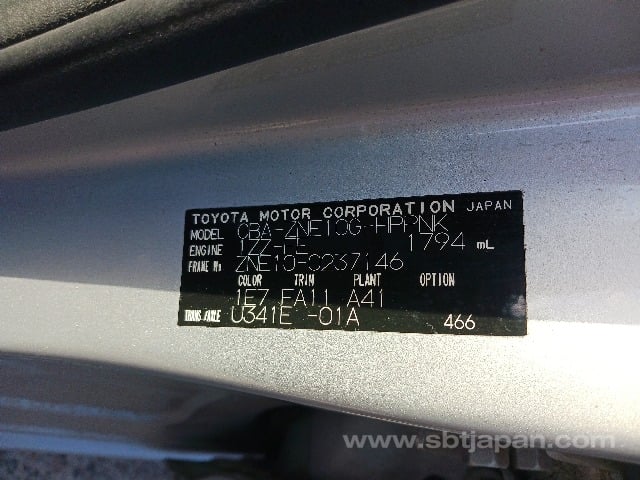 TOYOTA MOTOR CORPORATION JAPAN
MODEL CBA-ZNE10G-HPPNK
ENGINE 1ZZ-FE 1794 mL
FRAME No ZNE10-0237146
COLOR TRIM PLANT OPTION
1E7 FA11 A41
TRANS/AXLE U341E -01A 466
www.sbtjapan.com